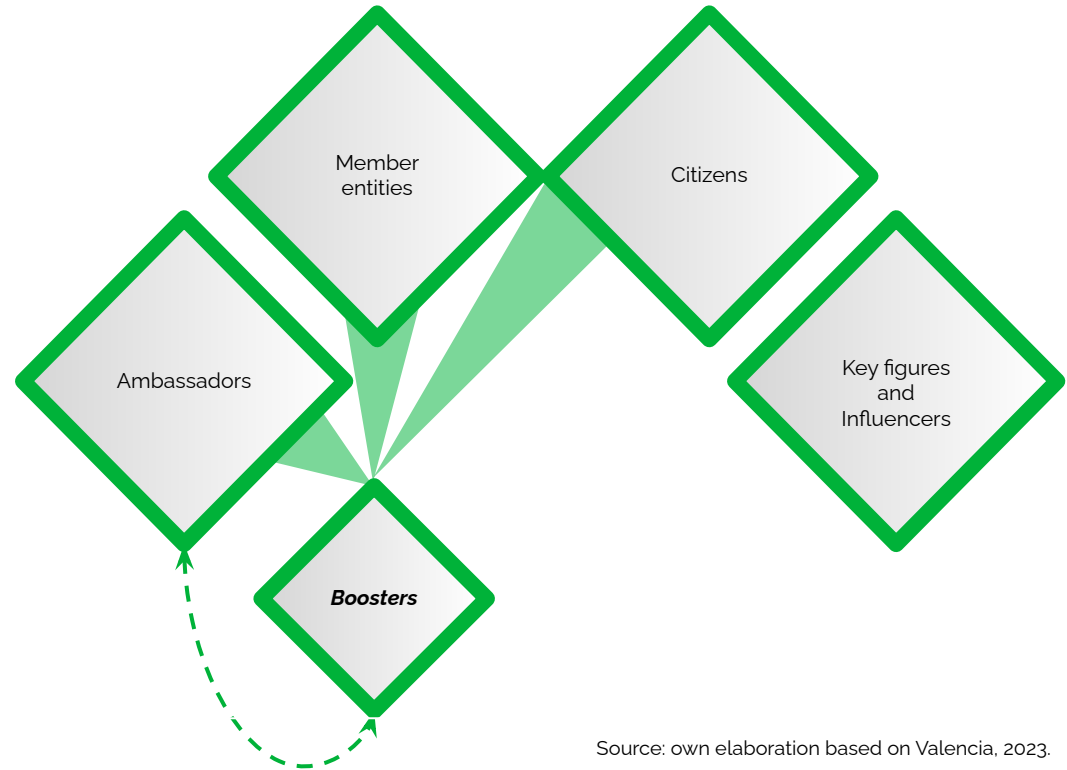 Member
entities
Citizens
Ambassadors
Key figures
and
Influencers
Boosters
Source: own elaboration based on Valencia, 2023.